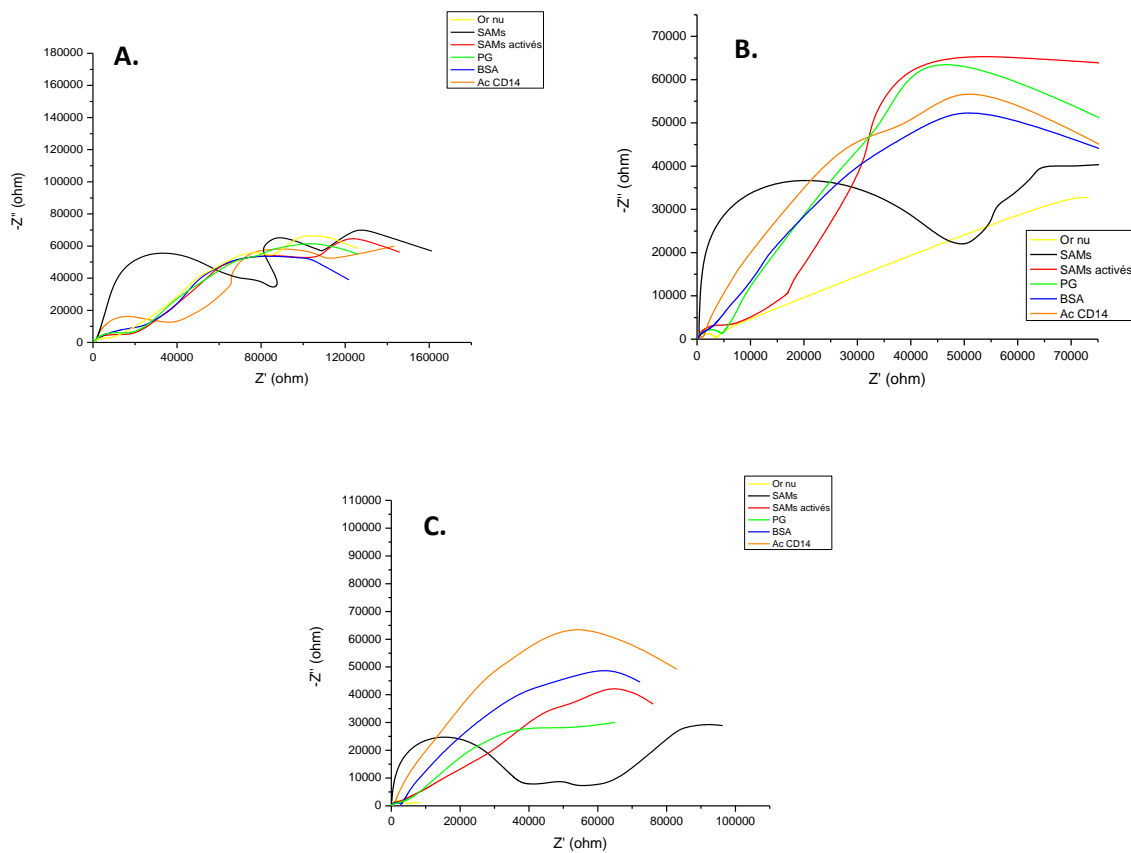 A.
Or nu
SAMs
SAMs activés
PG
BSA
Ac CD14
180000
160000
140000
120000
100000
80000
60000
40000
20000
0
-Z'' (ohm)
0 40000 80000 120000 160000
Z' (ohm)
B.
70000
60000
50000
40000
30000
20000
10000
0
-Z'' (ohm)
Or nu
SAMs
SAMs activés
PG
BSA
Ac CD14
0 10000 20000 30000 40000 50000 60000 70000
Z' (ohm)
C.
Or nu
SAMs
SAMs activés
PG
BSA
Ac CD14
110000
100000
90000
80000
70000
60000
50000
40000
30000
20000
10000
0
-Z'' (ohm)
0 20000 40000 60000 80000 100000
Z' (ohm)